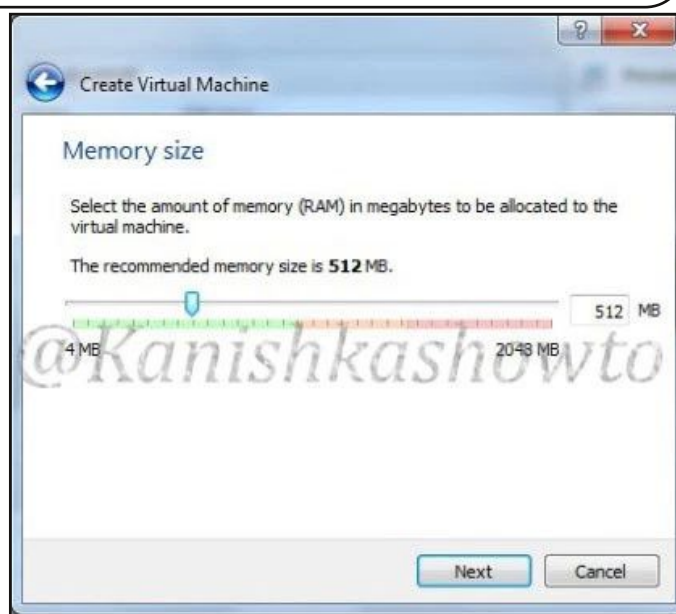 Create Virtual Machine
Memory size
Select the amount of memory (RAM) in megabytes to be allocated to the
virtual machine.
The recommended memory size is 512 MB.
512 MB
4 MB 2048 MB
@Kanishkashowto
Next Cancel